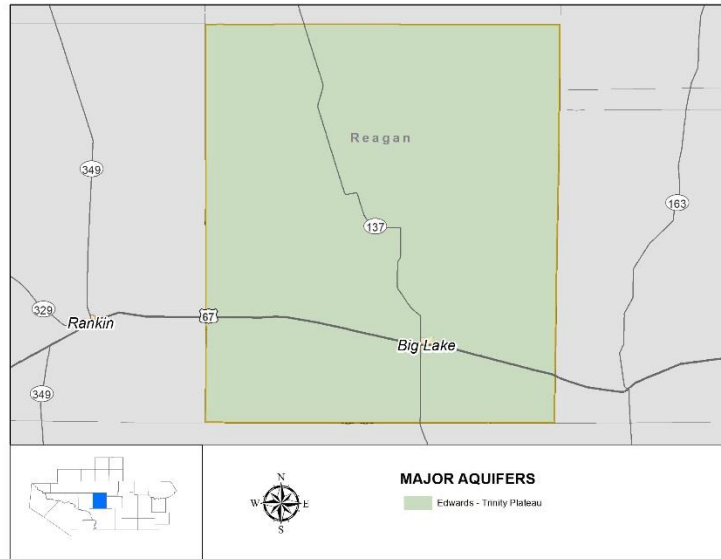 Reagan
349
163
137
329
Rankin
67
Big Lake
349
N
W E
S
MAJOR AQUIFERS
Edwards - Trinity Plateau